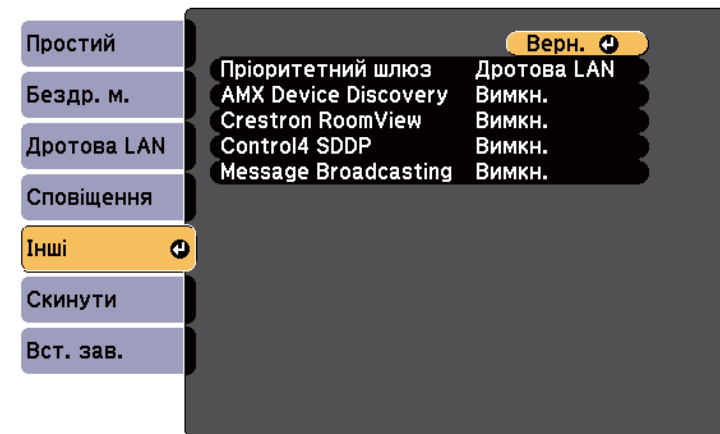 Простий
Бездр. м.
Дротова LAN
Сповіщення
Інші
Скинути
Вст. зав.
Верн.
Пріоритетний шлюз Дротова LAN
AMX Device Discovery Вимкн.
Crestron RoomView Вимкн.
Control4 SDDP Вимкн.
Message Broadcasting Вимкн.